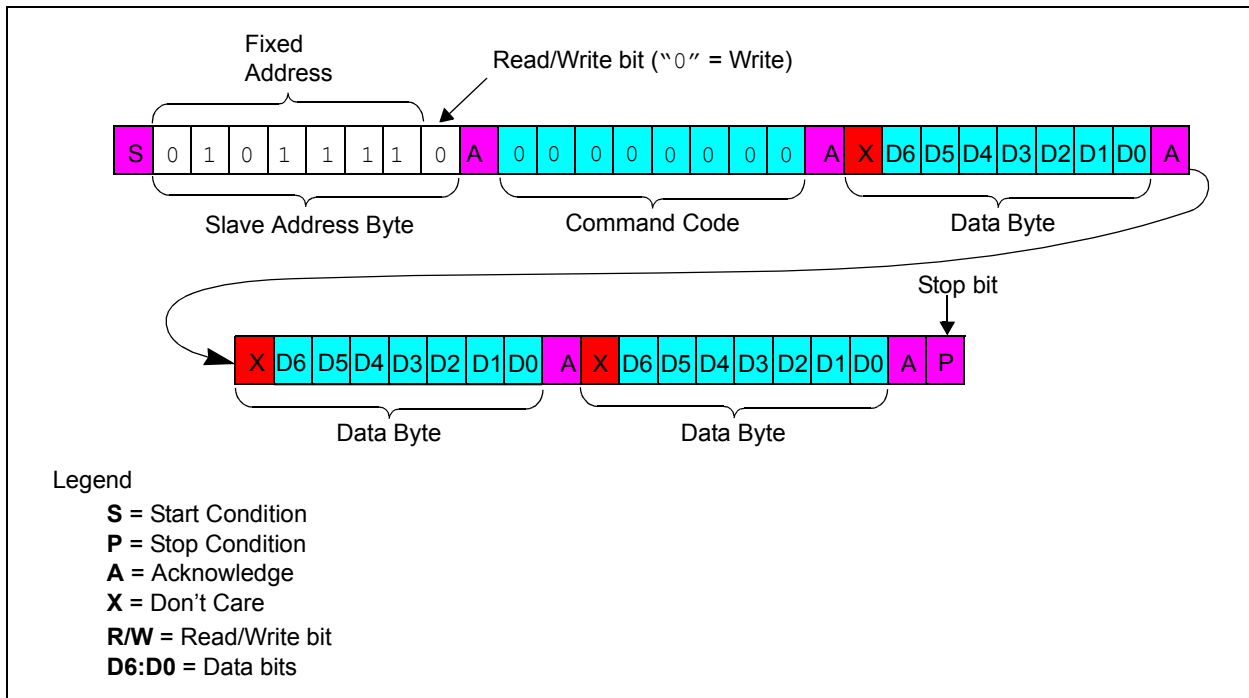 Fixed
Address
Read/Write bit (“0” = Write)
S 0 1 0 1 1 1 1 0 A 0 0 0 0 0 0 0 0 A X D6 D5 D4 D3 D2 D1 D0 A
Slave Address Byte Command Code Data Byte
Stop bit
X D6 D5 D4 D3 D2 D1 D0 A X D6 D5 D4 D3 D2 D1 D0 A P
Data Byte Data Byte
Legend
S = Start Condition
P = Stop Condition
A = Acknowledge
X = Don’t Care
R/W = Read/Write bit
D6:D0 = Data bits